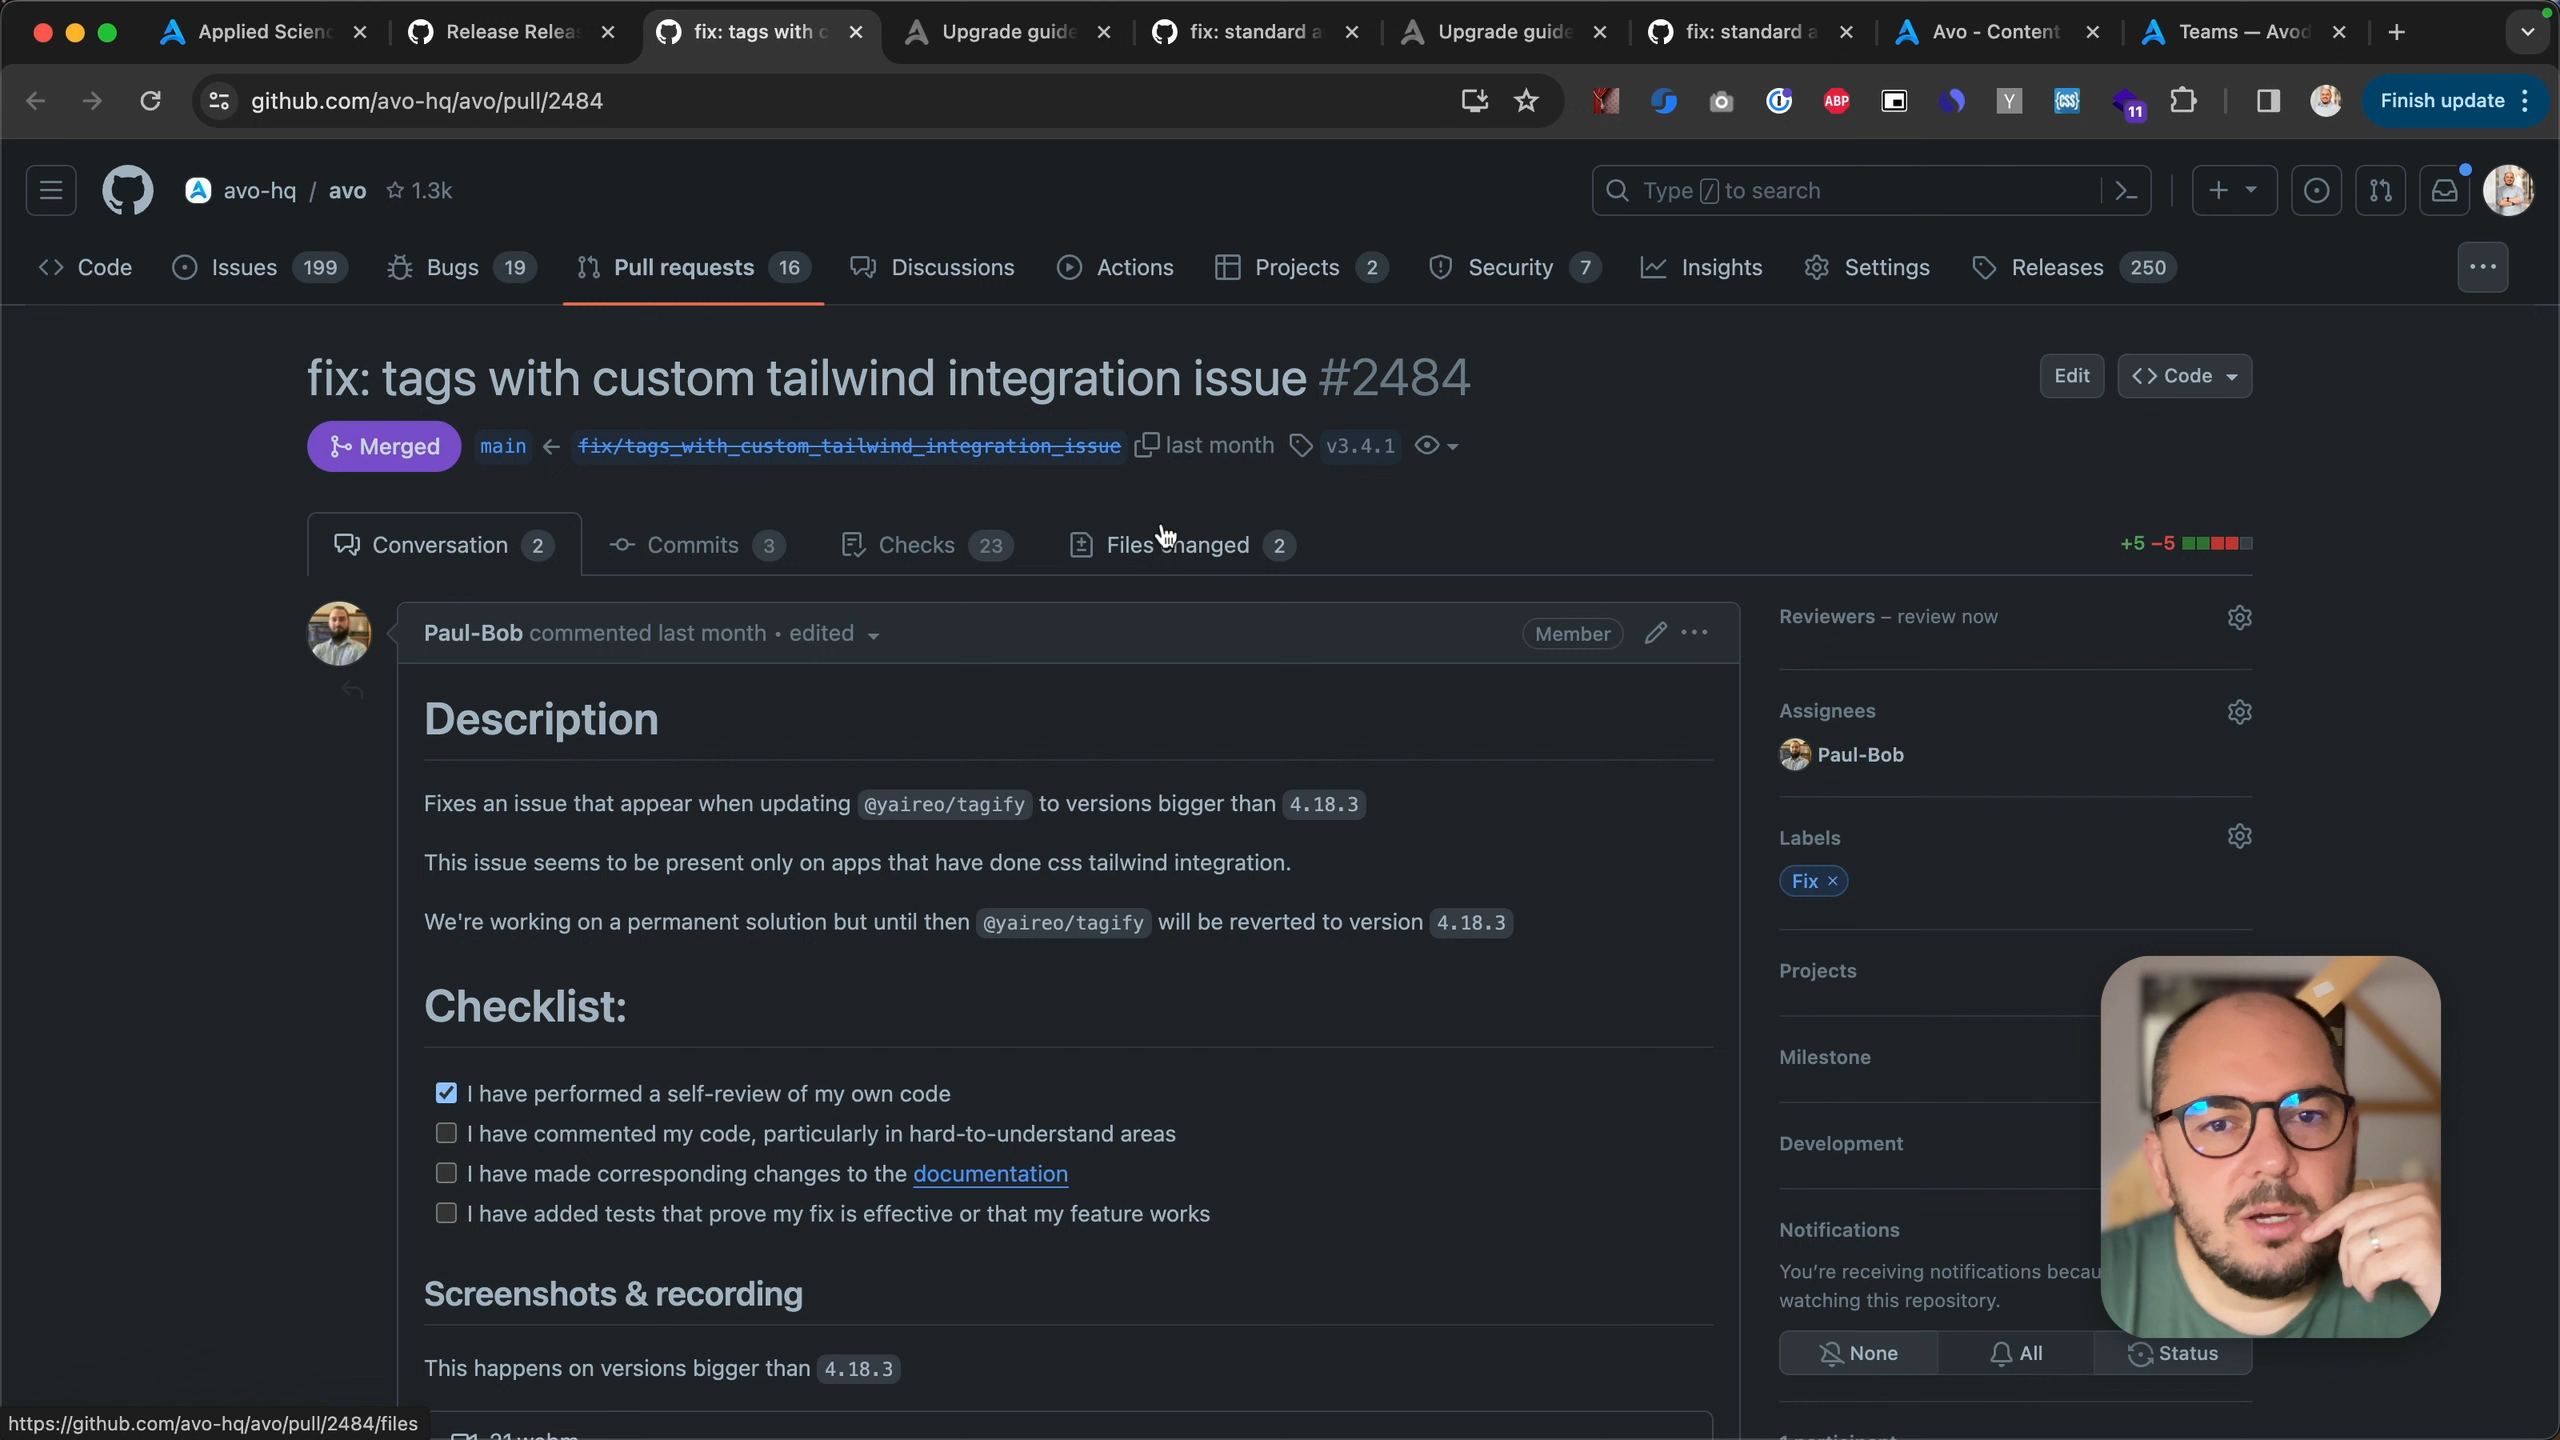 Applied Scien
Release Relea
fix: tags with c
Upgrade guide
fix: standard a
Upgrade guide
fix: standard a
Avo - Content
Teams — Avod
github.com/avo-hq/avo/pull/2484
ABP
Y
{css}
11
Finish update
avo-hq / avo 1.3k
Type / to search
Code
Issues 199
Bugs 19
Pull requests 16
Discussions
Actions
Projects 2
Security 7
Insights
Settings
Releases 250
fix: tags with custom tailwind integration issue #2484
Edit
Code
Merged
main ← fix/tags_with_custom_tailwind_integration_issue
last month
v3.4.1
Conversation 2
Commits 3
Checks 23
Files changed 2
+5 −5
Paul-Bob commented last month • edited
Member
Description
Fixes an issue that appear when updating @yaireo/tagify to versions bigger than 4.18.3
This issue seems to be present only on apps that have done css tailwind integration.
We're working on a permanent solution but until then @yaireo/tagify will be reverted to version 4.18.3
Checklist:
I have performed a self-review of my own code
I have commented my code, particularly in hard-to-understand areas
I have made corresponding changes to the documentation
I have added tests that prove my fix is effective or that my feature works
Screenshots & recording
This happens on versions bigger than 4.18.3
Reviewers – review now
Assignees
Paul-Bob
Labels
Fix ×
Projects
Milestone
Development
Notifications
You're receiving notifications becau
watching this repository.
None
All
Status
https://github.com/avo-hq/avo/pull/2484/files